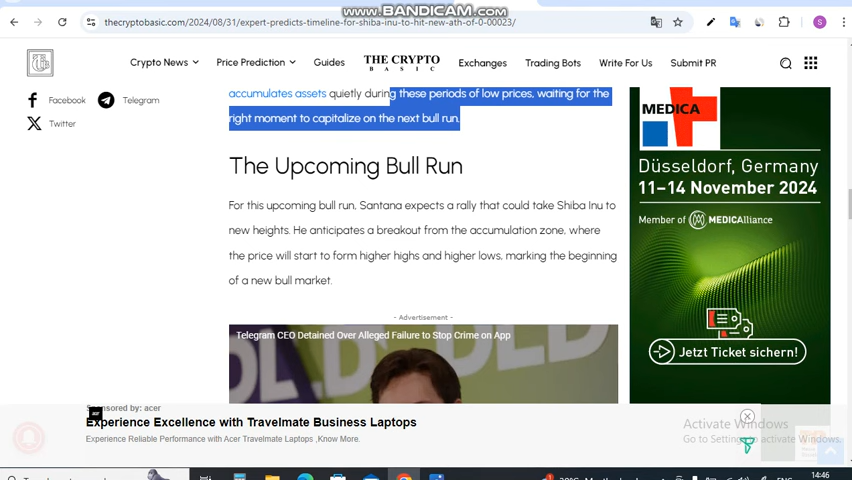 www.BANDICAM.com
thecryptobasic.com/2024/08/31/expert-predicts-timeline-for-shiba-inu-to-hit-new-ath-of-0-00023/
S
Crypto News
Price Prediction
Guides
THE CRYPTO
BASIC
Exchanges
Trading Bots
Write For Us
Submit PR
Facebook
Telegram
Twitter
accumulates assets quietly during these periods of low prices, waiting for the
right moment to capitalize on the next bull run.
The Upcoming Bull Run
For this upcoming bull run, Santana expects a rally that could take Shiba Inu to
new heights. He anticipates a breakout from the accumulation zone, where
the price will start to form higher highs and higher lows, marking the beginning
of a new bull market.
- Advertisement -
Telegram CEO Detained Over Alleged Failure to Stop Crime on App
MEDICA
Düsseldorf, Germany
11–14 November 2024
Member of MEDICAlliance
Jetzt Ticket sichern!
Sponsored by: acer
acer
Experience Excellence with Travelmate Business Laptops
Experience Reliable Performance with Acer Travelmate Laptops ,Know More.
Activate Windows
Go to Settings to activate Windows.
ENG
14:46